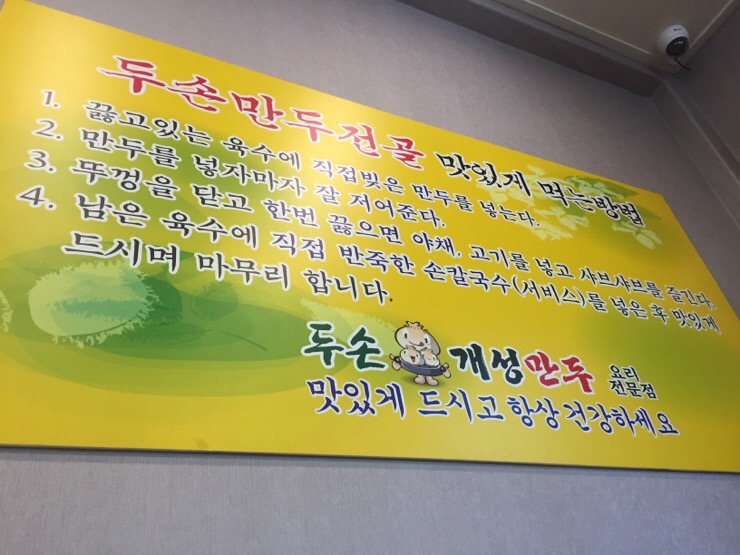 두손만두전골 맛있게 먹는방법
1. 끓고있는 육수에 직접빚은 만두를 넣는다.
2. 만두를 넣자마자 잘 저어준다.
3. 뚜껑을 닫고 한번 끓으면 야채, 고기를 넣고 샤브샤브를 즐긴다.
4. 남은 육수에 직접 반죽한 손칼국수(서비스)를 넣은 후 맛있게
드시며 마무리 합니다.
두손 개성만두 요리
전문점
맛있게 드시고 항상 건강하세요